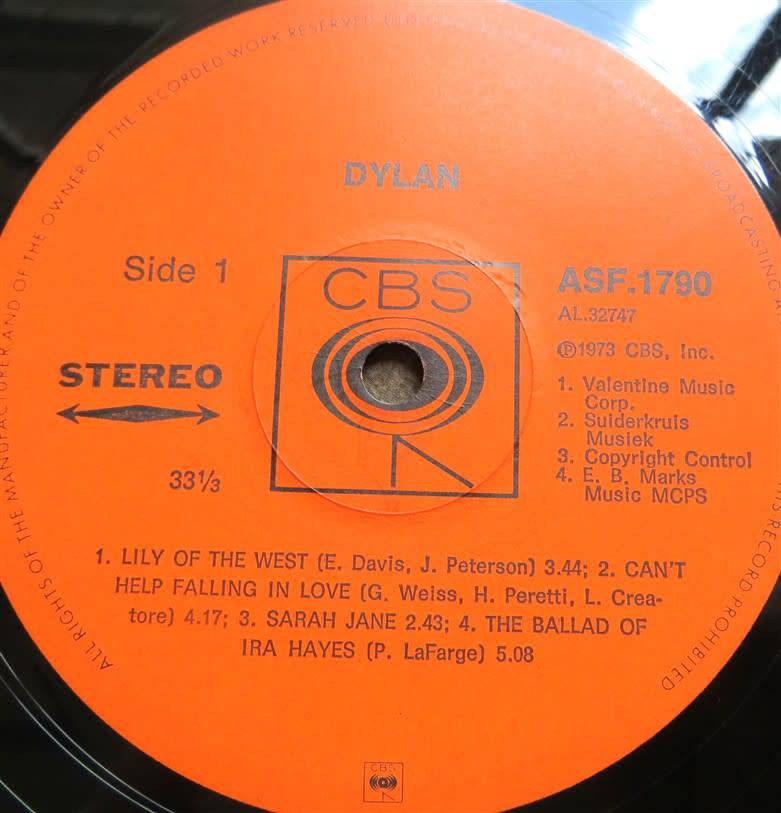 ALL RIGHTS OF THE MANUFACTURER AND OF THE OWNER OF THE RECORDED WORK RESERVED
BROADCASTING
THIS RECORD PROHIBITED
DYLAN
Side 1
CBS
ASF.1790
AL.32747
Ⓟ1973 CBS, Inc.
STEREO
33⅓
1. Valentine Music
Corp.
2. Suiderkruis
Musiek
3. Copyright Control
4. E. B. Marks
Music MCPS
1. LILY OF THE WEST (E. Davis, J. Peterson) 3.44; 2. CAN'T
HELP FALLING IN LOVE (G. Weiss, H. Peretti, L. Crea-
tore) 4.17; 3. SARAH JANE 2.43; 4. THE BALLAD OF
IRA HAYES (P. LaFarge) 5.08
CBS